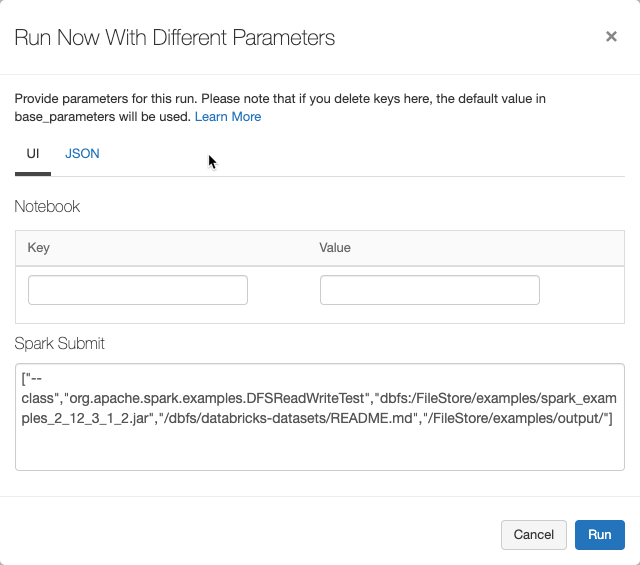 Run Now With Different Parameters
×
Provide parameters for this run. Please note that if you delete keys here, the default value in
base_parameters will be used. Learn More
UI JSON
Notebook
Key Value
Spark Submit
["--
class","org.apache.spark.examples.DFSReadWriteTest","dbfs:/FileStore/examples/spark_exam
ples_2_12_3_1_2.jar","/dbfs/databricks-datasets/README.md","/FileStore/examples/output/"]
Cancel Run